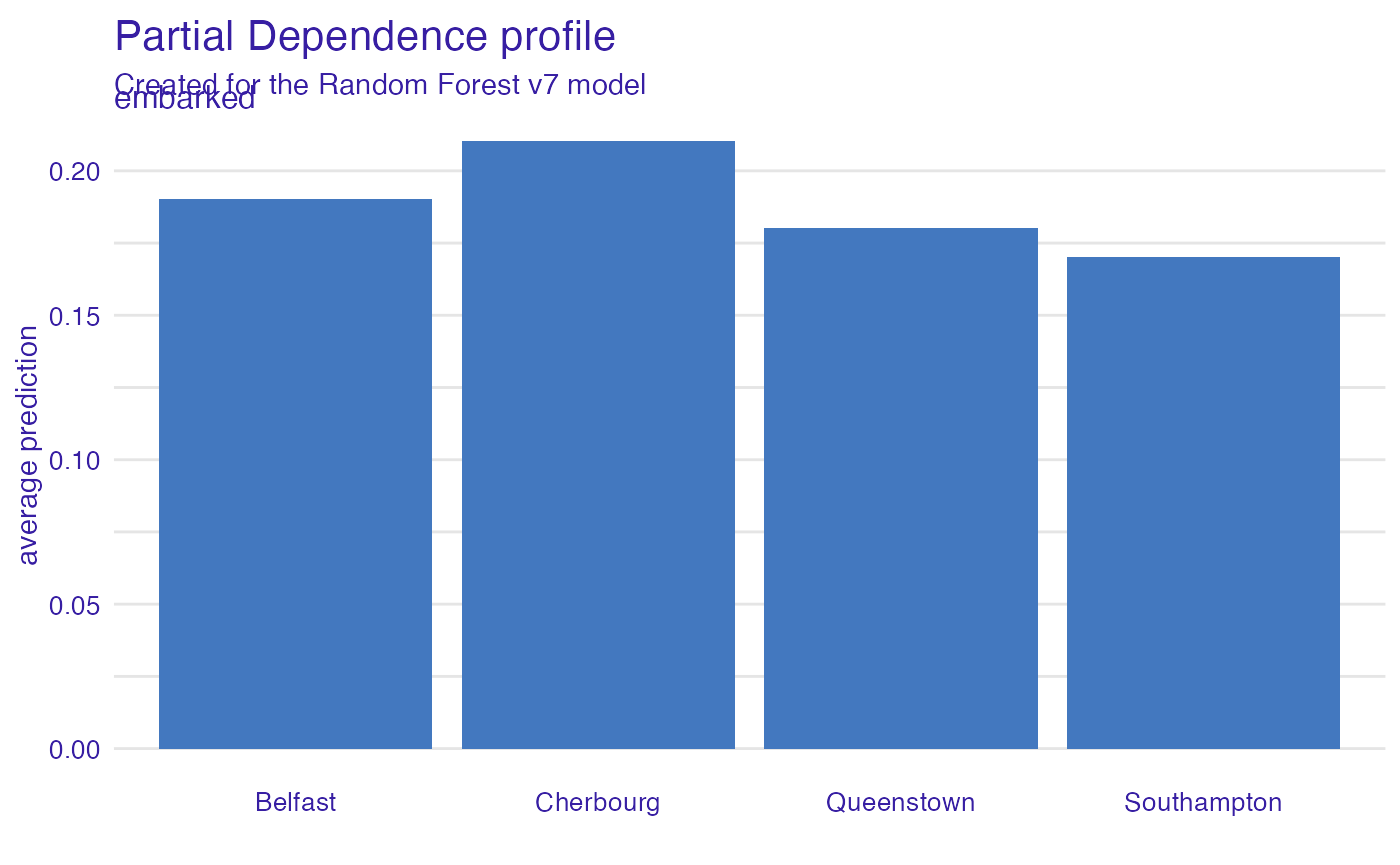 Partial Dependence profile
Created for the Random Forest v7 model
embarked
average prediction
0.20
0.15
0.10
0.05
0.00
Belfast Cherbourg Queenstown Southampton